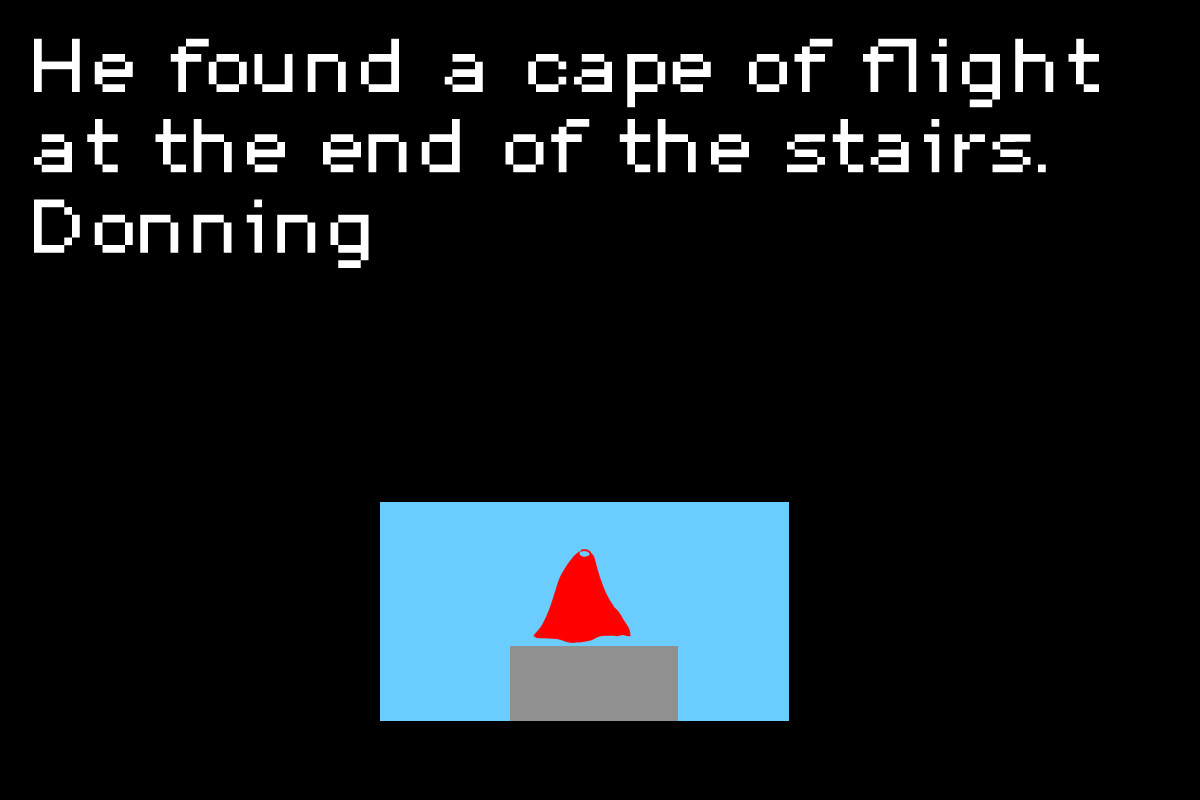 He found a cape of flight
at the end of the stairs.
Donning